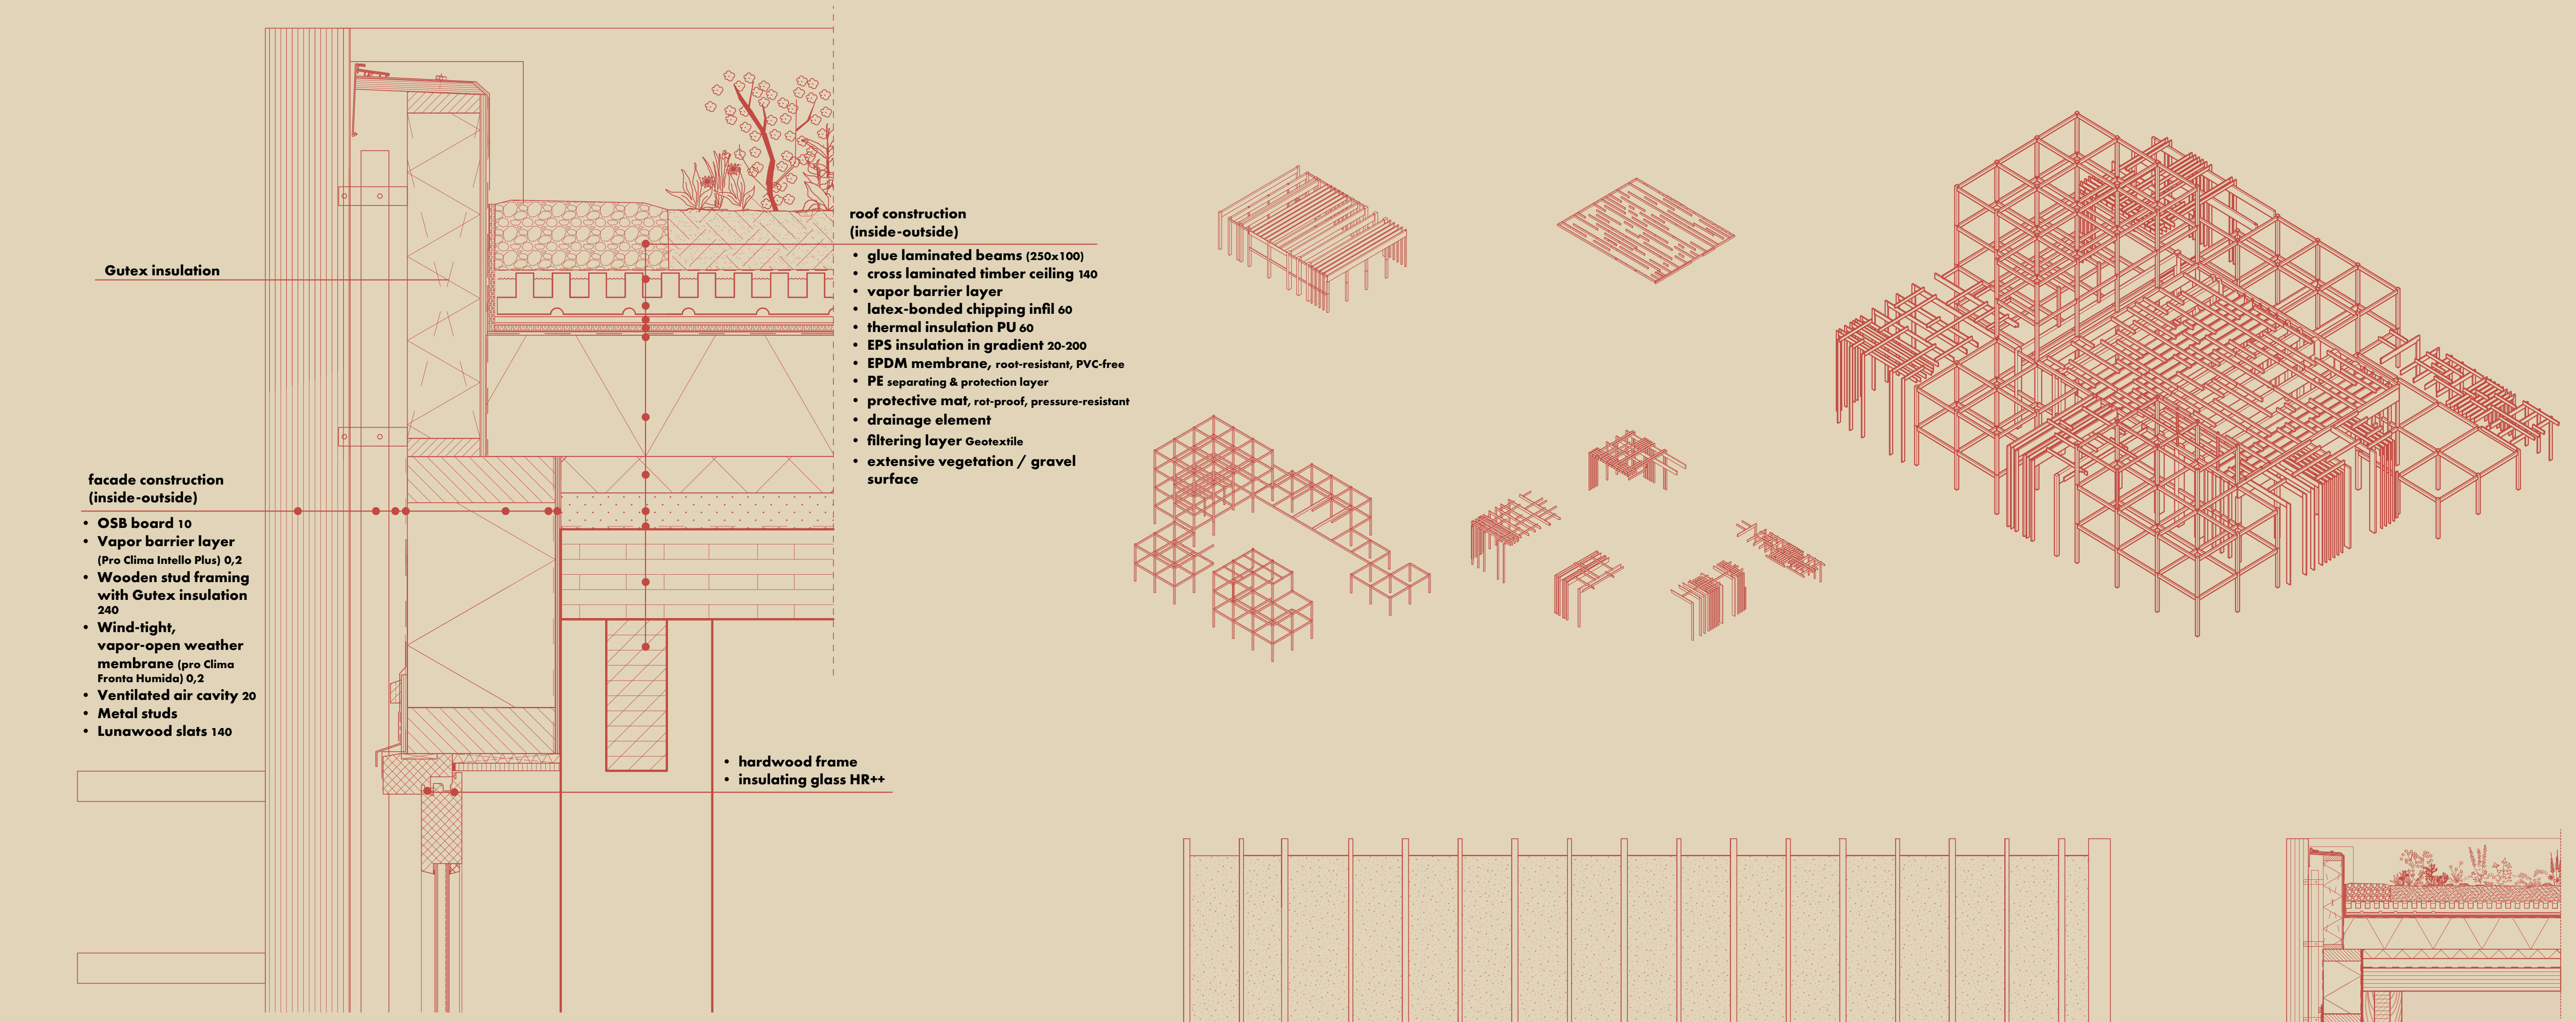 Gutex insulation
facade construction
(inside-outside)
• OSB board 10
• Vapor barrier layer
(Pro Clima Intello Plus) 0,2
• Wooden stud framing
with Gutex insulation
240
• Wind-tight,
vapor-open weather
membrane (pro Clima
Fronta Humida) 0,2
• Ventilated air cavity 20
• Metal studs
• Lunawood slats 140
roof construction
(inside-outside)
• glue laminated beams (250x100)
• cross laminated timber ceiling 140
• vapor barrier layer
• latex-bonded chipping infil 60
• thermal insulation PU 60
• EPS insulation in gradient 20-200
• EPDM membrane, root-resistant, PVC-free
• PE separating & protection layer
• protective mat, rot-proof, pressure-resistant
• drainage element
• filtering layer Geotextile
• extensive vegetation / gravel
surface
• hardwood frame
• insulating glass HR++